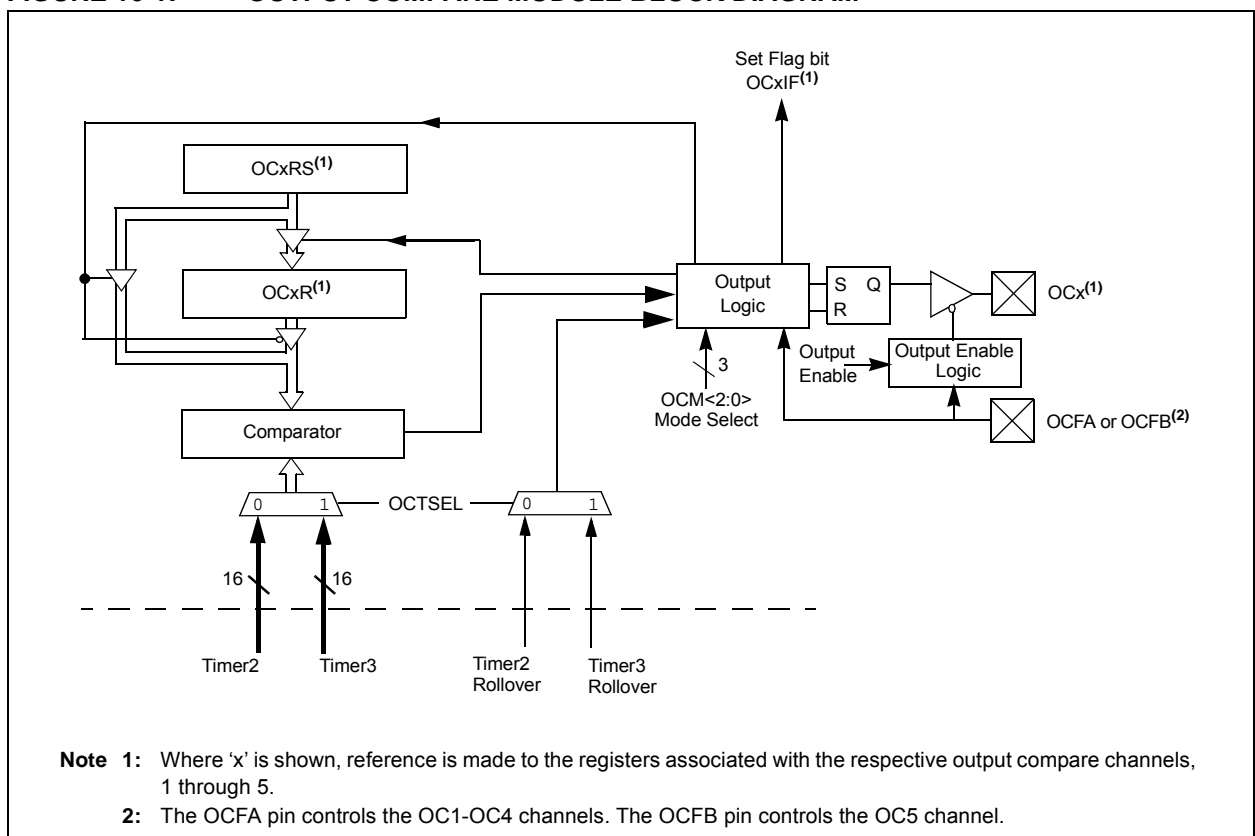 Set Flag bit
OCxIF(1)
OCxRS(1)
OCxR(1)
Output
Logic
S Q
R
OCx(1)
Output
Enable
Output Enable
Logic
3
OCM<2:0>
Mode Select
OCFA or OCFB(2)
Comparator
0 1
OCTSEL
0 1
16
16
Timer2
Timer3
Timer2
Rollover
Timer3
Rollover
Note 1: Where ‘x’ is shown, reference is made to the registers associated with the respective output compare channels,
1 through 5.
2: The OCFA pin controls the OC1-OC4 channels. The OCFB pin controls the OC5 channel.